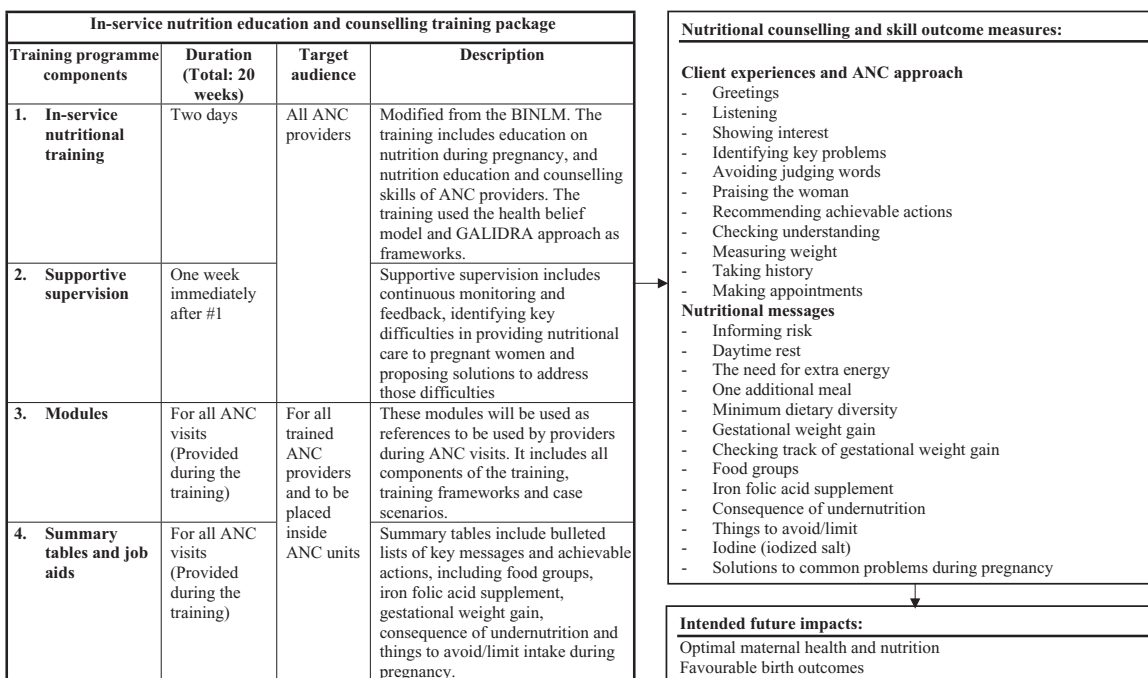 In-service nutrition education and counselling training package
Training programme components
Duration (Total: 20 weeks)
Target audience
Description
1. In-service nutritional training
Two days
All ANC providers
Modified from the BINLM. The
training includes education on
nutrition during pregnancy, and
nutrition education and counselling
skills of ANC providers. The
training used the health belief
model and GALIDRA approach as
frameworks.
2. Supportive supervision
One week
immediately
after #1
Supportive supervision includes
continuous monitoring and
feedback, identifying key
difficulties in providing nutritional
care to pregnant women and
proposing solutions to address
those difficulties
3. Modules
For all ANC
visits
(Provided
during the
training)
For all
trained
ANC
providers
and to be
placed
inside
ANC units
These modules will be used as
references to be used by providers
during ANC visits. It includes all
components of the training,
training frameworks and case
scenarios.
4. Summary
tables and job
aids
For all ANC
visits
(Provided
during the
training)
Summary tables include bulleted
lists of key messages and achievable
actions, including food groups,
iron folic acid supplement,
gestational weight gain,
consequence of undernutrition and
things to avoid/limit intake during
pregnancy.
Nutritional counselling and skill outcome measures:
Client experiences and ANC approach
- Greetings
- Listening
- Showing interest
- Identifying key problems
- Avoiding judging words
- Praising the woman
- Recommending achievable actions
- Checking understanding
- Measuring weight
- Taking history
- Making appointments
Nutritional messages
- Informing risk
- Daytime rest
- The need for extra energy
- One additional meal
- Minimum dietary diversity
- Gestational weight gain
- Checking track of gestational weight gain
- Food groups
- Iron folic acid supplement
- Consequence of undernutrition
- Things to avoid/limit
- Iodine (iodized salt)
- Solutions to common problems during pregnancy
Intended future impacts:
Optimal maternal health and nutrition
Favourable birth outcomes